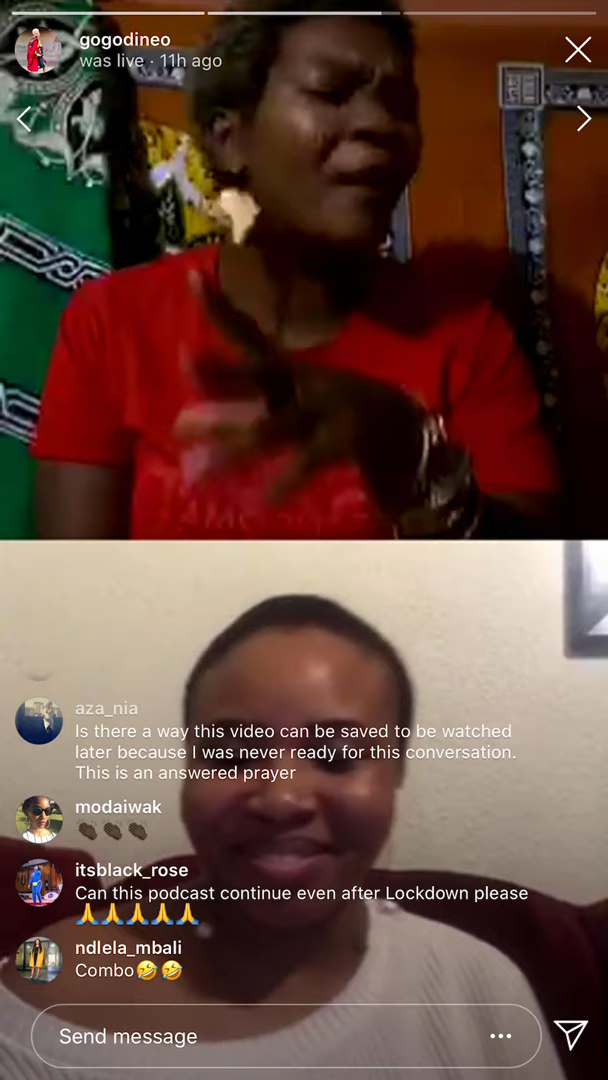 gogodineo
was live · 11h ago
aza_nia
Is there a way this video can be saved to be watched
later because I was never ready for this conversation.
This is an answered prayer
modaiwak
👏🏿👏🏿👏🏿
itsblack_rose
Can this podcast continue even after Lockdown please
🙏🙏🙏🙏🙏
ndlela_mbali
Combo🤣🤣
Send message